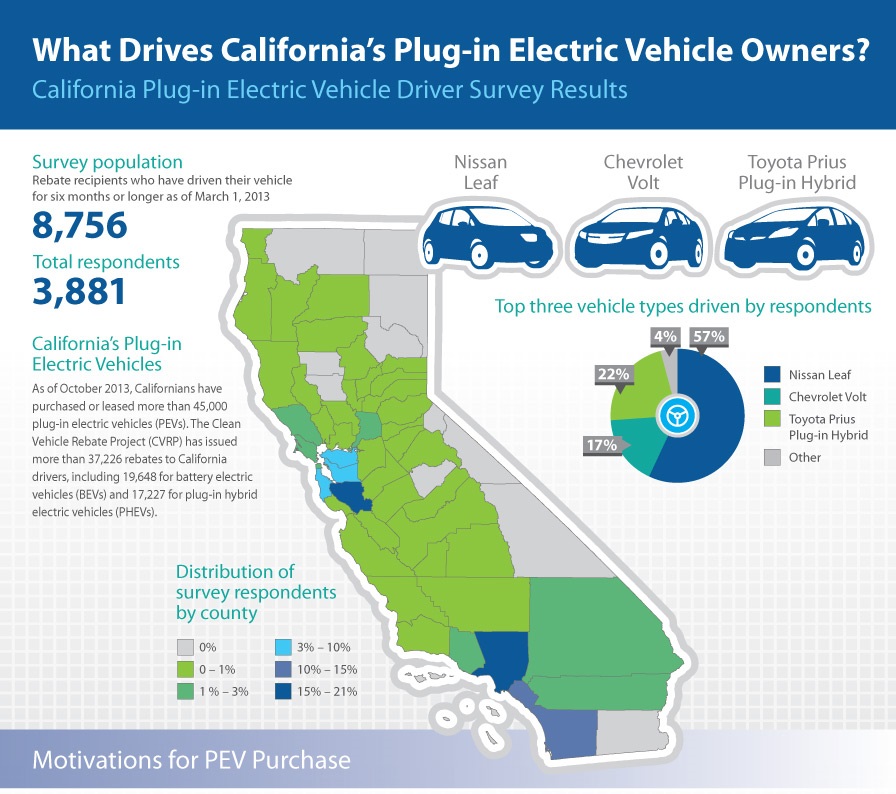 What Drives California's Plug-in Electric Vehicle Owners?
California Plug-in Electric Vehicle Driver Survey Results
Survey population
Rebate recipients who have driven their vehicle
for six months or longer as of March 1, 2013
8,756
Total respondents
3,881
Nissan
Leaf
Chevrolet
Volt
Toyota Prius
Plug-in Hybrid
Top three vehicle types driven by respondents
4%
57%
22%
17%
Nissan Leaf
Chevrolet Volt
Toyota Prius
Plug-in Hybrid
Other
California's Plug-in
Electric Vehicles
As of October 2013, Californians have
purchased or leased more than 45,000
plug-in electric vehicles (PEVs). The Clean
Vehicle Rebate Project (CVRP) has issued
more than 37,226 rebates to California
drivers, including 19,648 for battery electric
vehicles (BEVs) and 17,227 for plug-in hybrid
electric vehicles (PHEVs).
Distribution of
survey respondents
by county
0%
0 – 1%
1 % – 3%
3% – 10%
10% – 15%
15% – 21%
Motivations for PEV Purchase